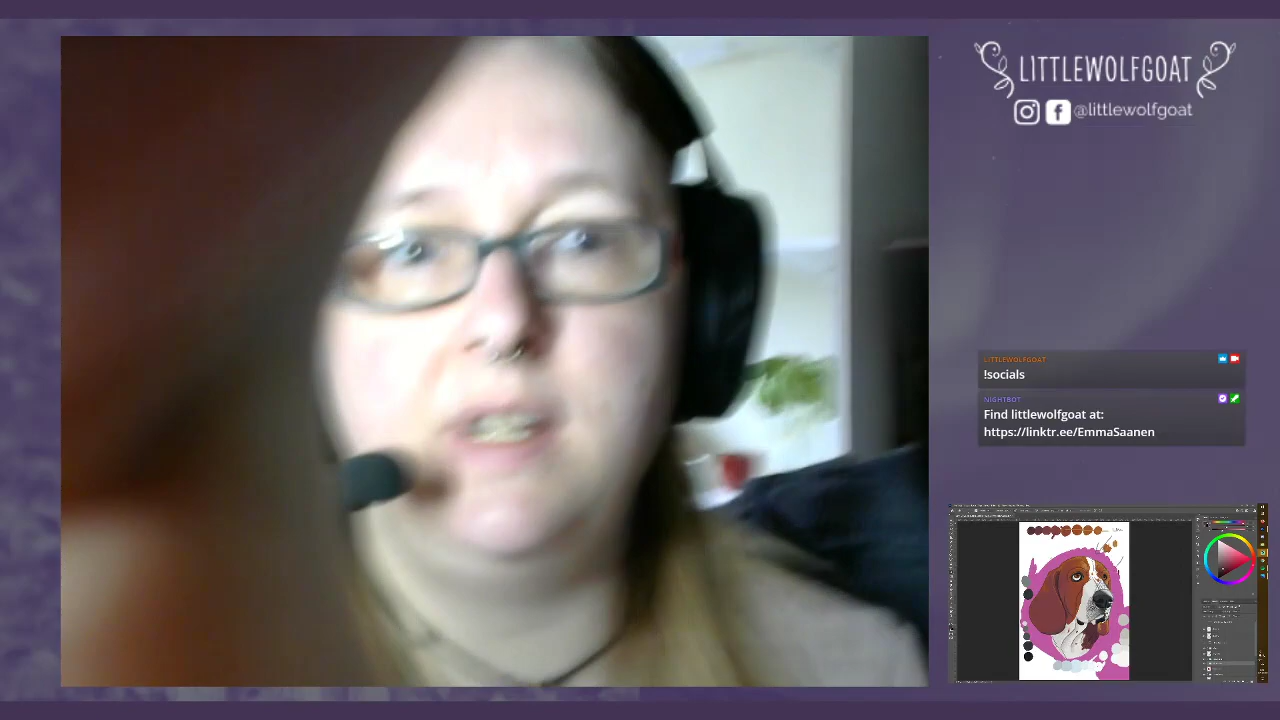 LITTLEWOLFGOAT
@littlewolfgoat
LITTLEWOLFGOAT
!socials
NIGHTBOT
Find littlewolfgoat at:
https://linktr.ee/EmmaSaanen